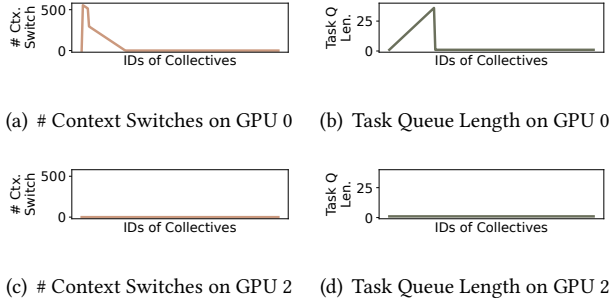 # Ctx.
Switch
500
0
IDs of Collectives
Task Q
Len.
25
0
IDs of Collectives
(a) # Context Switches on GPU 0
(b) Task Queue Length on GPU 0
# Ctx.
Switch
500
0
IDs of Collectives
Task Q
Len.
25
0
IDs of Collectives
(c) # Context Switches on GPU 2
(d) Task Queue Length on GPU 2